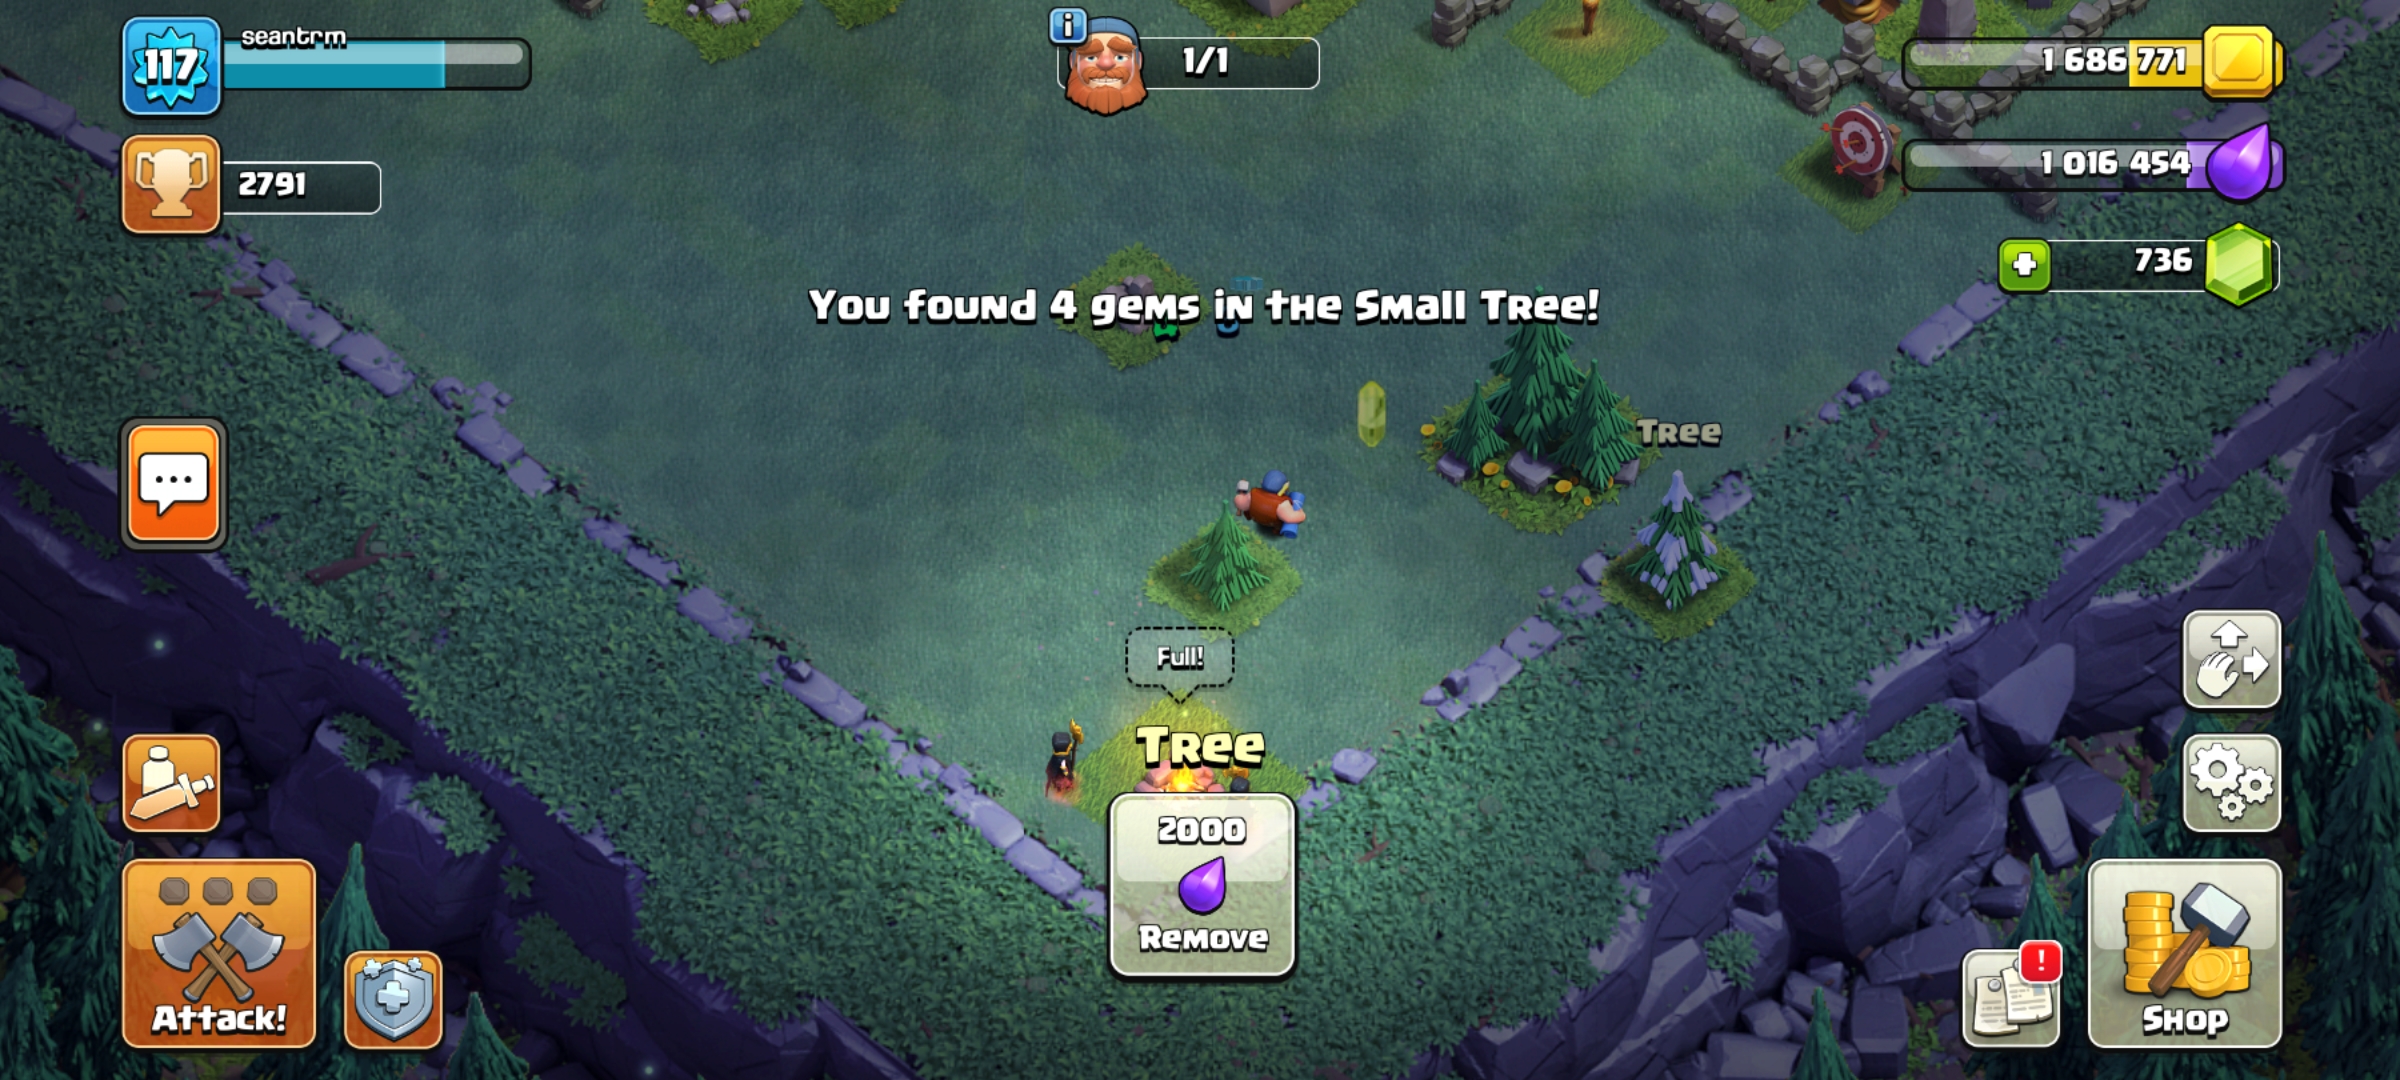 117
seantrm
1/1
1 686 771
2791
1 016 454
736
You found 4 gems in the Small Tree!
Tree
Full!
Tree
2000
Remove
Attack!
!
Shop